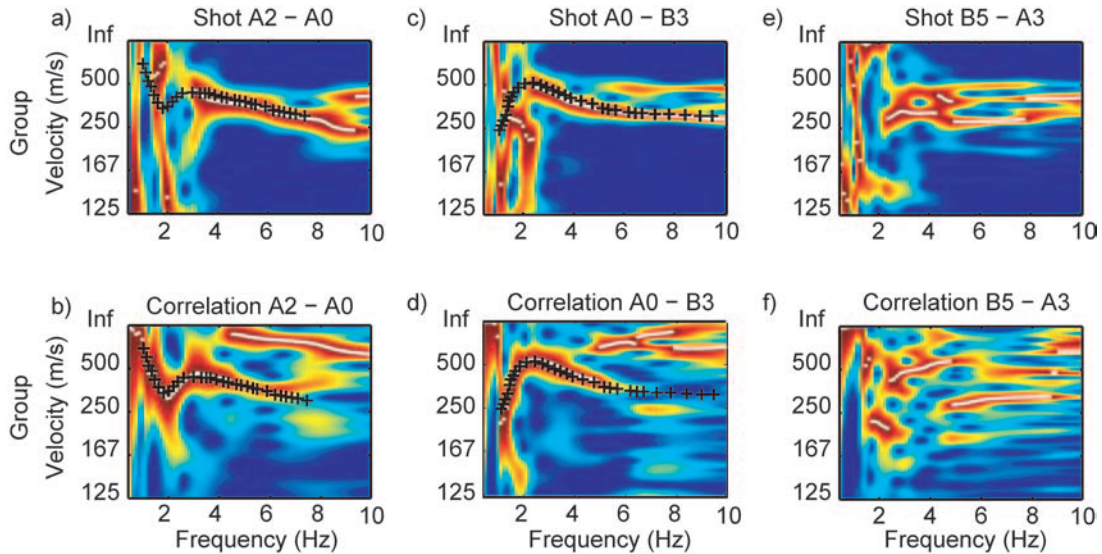 a) Shot A2 − A0
c) Shot A0 − B3
e) Shot B5 − A3
Group
Velocity (m/s)
Inf
500
250
167
125
2 4 6 8 10
Inf
500
250
167
125
2 4 6 8 10
Inf
500
250
167
125
2 4 6 8 10
b) Correlation A2 − A0
d) Correlation A0 − B3
f) Correlation B5 − A3
Group
Velocity (m/s)
Inf
500
250
167
125
2 4 6 8 10
Frequency (Hz)
Inf
500
250
167
125
2 4 6 8 10
Frequency (Hz)
Inf
500
250
167
125
2 4 6 8 10
Frequency (Hz)